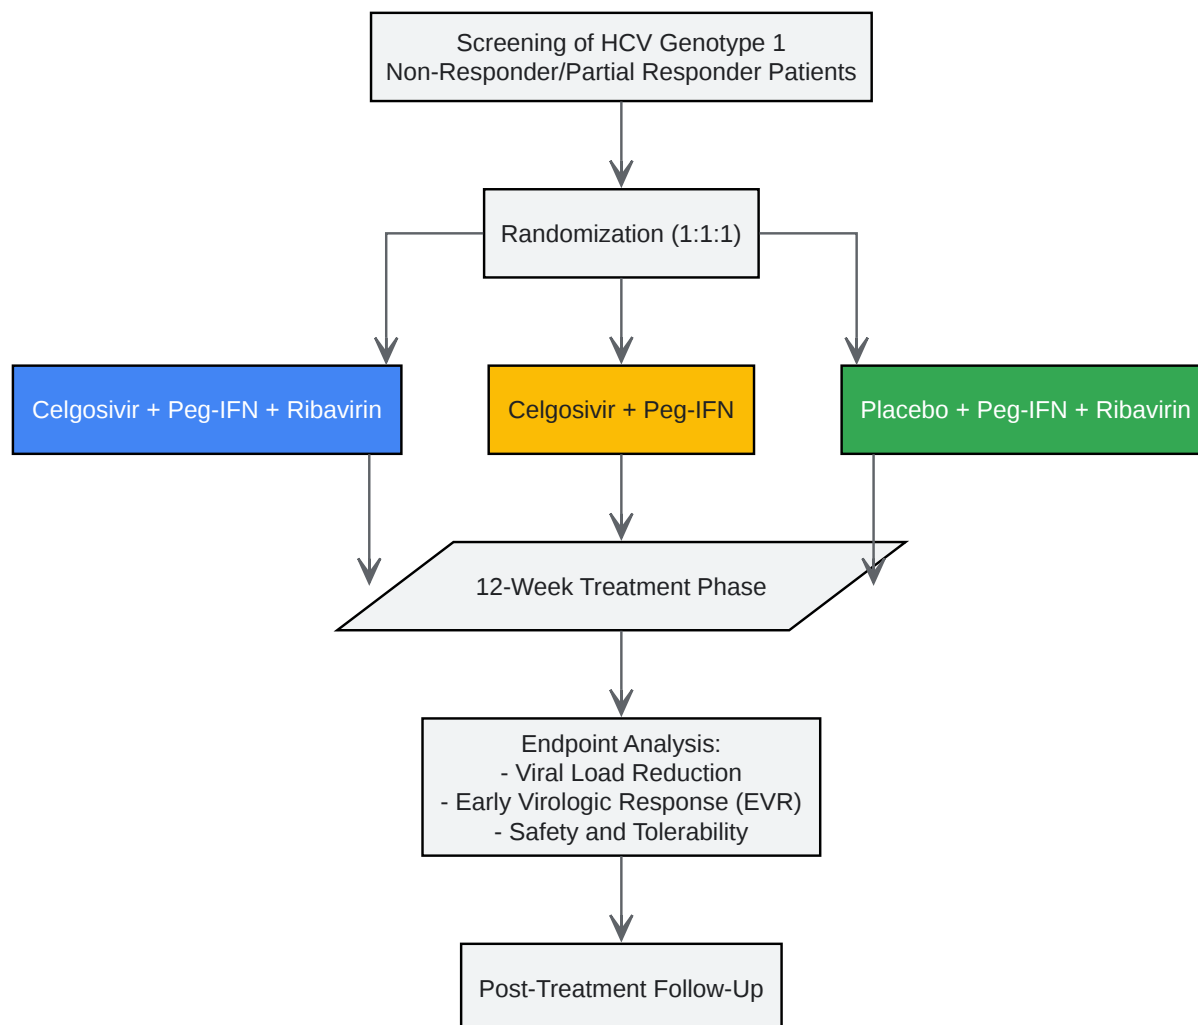 Screening of HCV Genotype 1
Non-Responder/Partial Responder Patients
Randomization (1:1:1)
Celgosivir + Peg-IFN + Ribavirin
Celgosivir + Peg-IFN
Placebo + Peg-IFN + Ribavirin
12-Week Treatment Phase
Endpoint Analysis:
- Viral Load Reduction
- Early Virologic Response (EVR)
- Safety and Tolerability
Post-Treatment Follow-Up